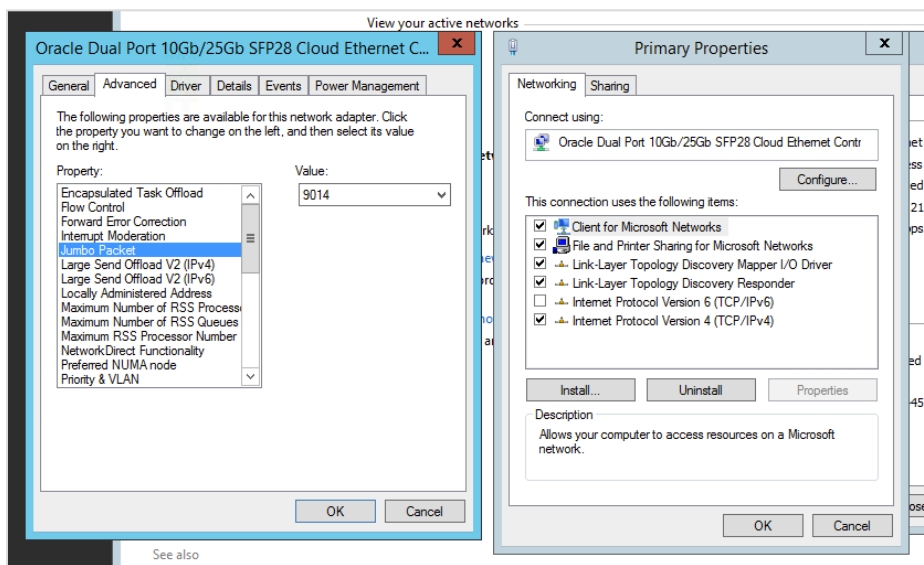 View your active networks
Oracle Dual Port 10Gb/25Gb SFP28 Cloud Ethernet C...
General Advanced Driver Details Events Power Management
The following properties are available for this network adapter. Click
the property you want to change on the left, and then select its value
on the right.
Property:
Value:
Encapsulated Task Offload
Flow Control
Forward Error Correction
Interrupt Moderation
Jumbo Packet
Large Send Offload V2 (IPv4)
Large Send Offload V2 (IPv6)
Locally Administered Address
Maximum Number of RSS Process
Maximum Number of RSS Queues
Maximum RSS Processor Number
NetworkDirect Functionality
Preferred NUMA node
Priority & VLAN
9014
OK Cancel
Primary Properties
Networking Sharing
Connect using:
Oracle Dual Port 10Gb/25Gb SFP28 Cloud Ethernet Contr
Configure...
This connection uses the following items:
Client for Microsoft Networks
File and Printer Sharing for Microsoft Networks
Link-Layer Topology Discovery Mapper I/O Driver
Link-Layer Topology Discovery Responder
Internet Protocol Version 6 (TCP/IPv6)
Internet Protocol Version 4 (TCP/IPv4)
Install... Uninstall Properties
Description
Allows your computer to access resources on a Microsoft
network.
OK Cancel
See also